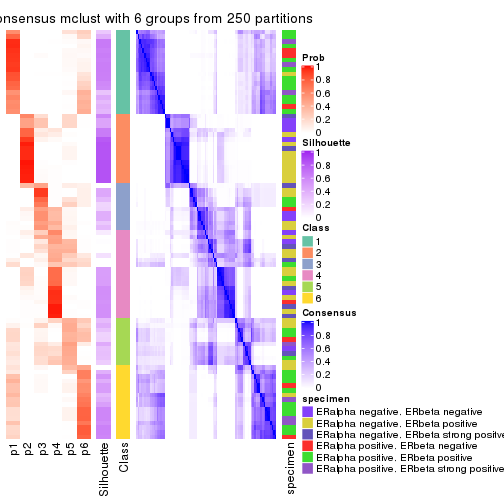 onsensus mclust with 6 groups from 250 partitions
Prob
1
0.8
0.6
0.4
0.2
0
Silhouette
1
0.8
0.6
0.4
0.2
0
Class
1
2
3
4
5
6
Consensus
1
0.8
0.6
0.4
0.2
0
specimen
ERalpha negative. ERbeta negative
ERalpha negative. ERbeta positive
ERalpha negative. ERbeta strong positive
ERalpha positive. ERbeta negative
ERalpha positive. ERbeta positive
ERalpha positive. ERbeta strong positive
p1
p2
p3
p4
p5
p6
Silhouette
Class
specimen